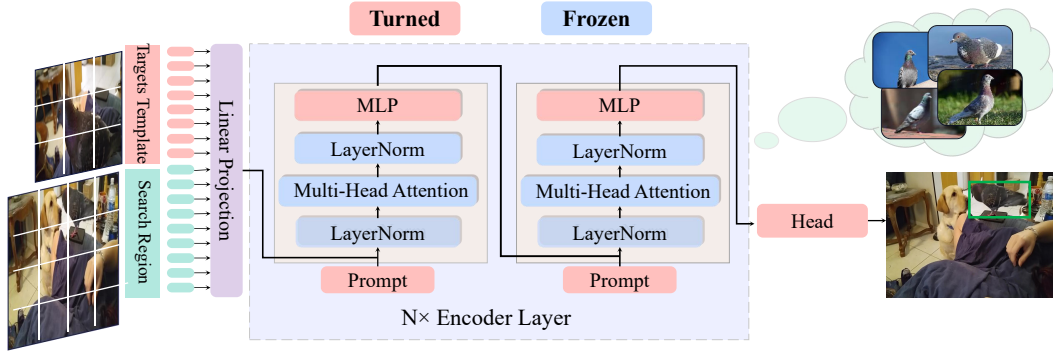 Turned
Frozen
Targets Template
Search Region
Linear Projection
MLP
LayerNorm
Multi-Head Attention
LayerNorm
Prompt
MLP
LayerNorm
Multi-Head Attention
LayerNorm
Prompt
N× Encoder Layer
Head